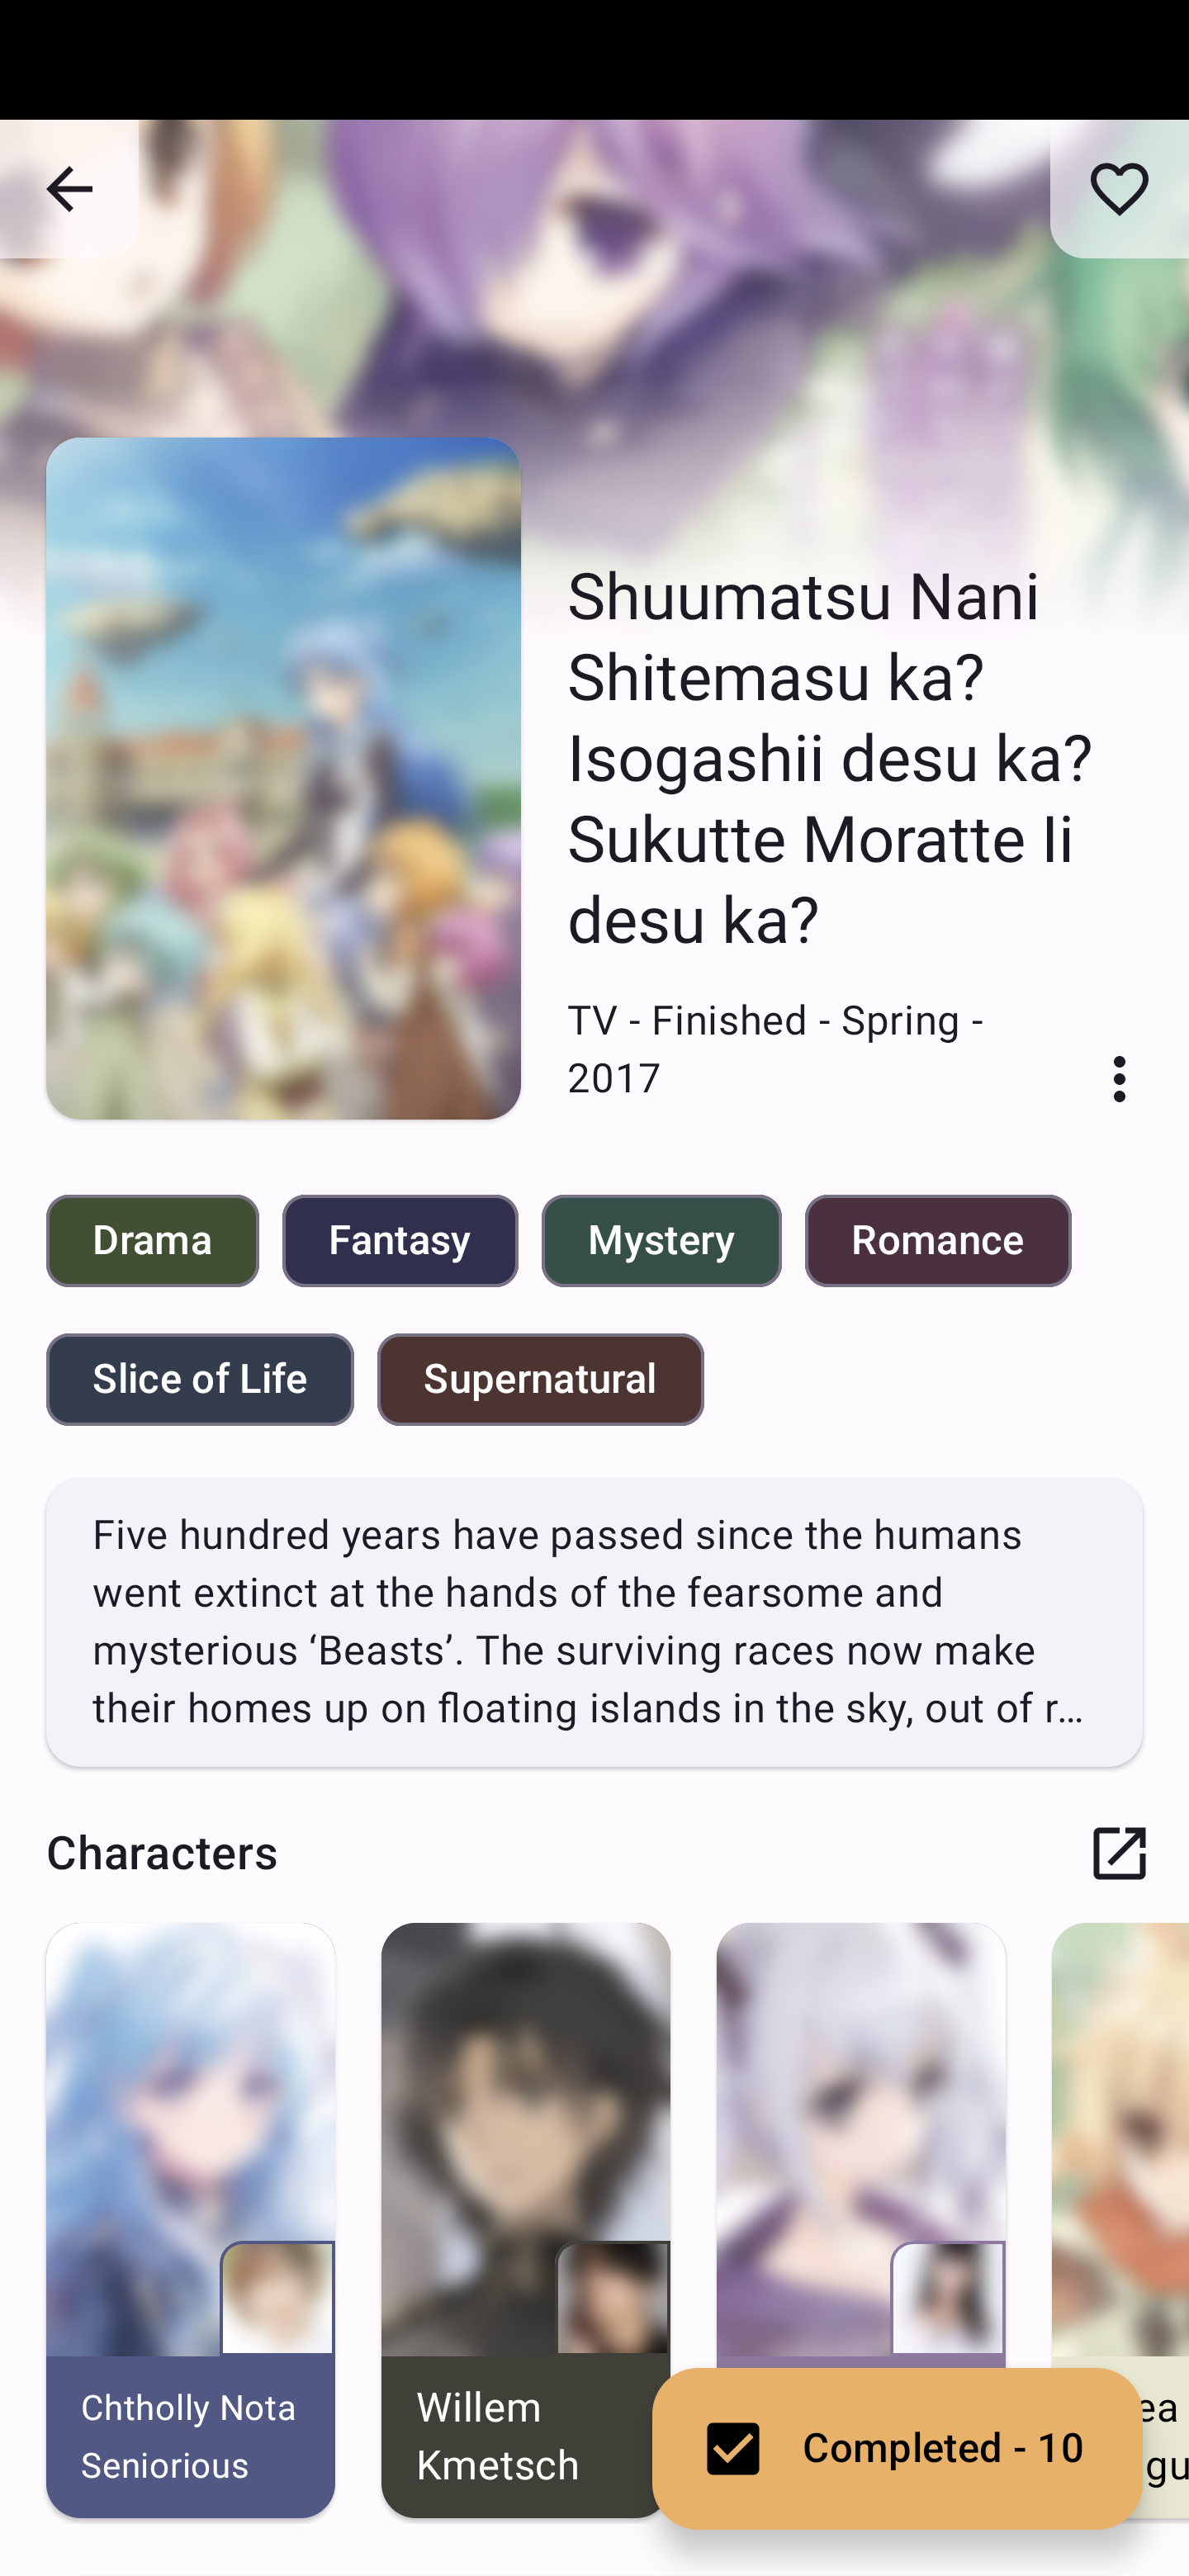 Shuumatsu Nani
Shitemasu ka?
Isogashii desu ka?
Sukutte Moratte Ii
desu ka?
TV - Finished - Spring -
2017
Drama
Fantasy
Mystery
Romance
Slice of Life
Supernatural
Five hundred years have passed since the humans
went extinct at the hands of the fearsome and
mysterious ‘Beasts’. The surviving races now make
their homes up on floating islands in the sky, out of r…
Characters
Chtholly Nota
Seniorious
Willem
Kmetsch
Completed - 10